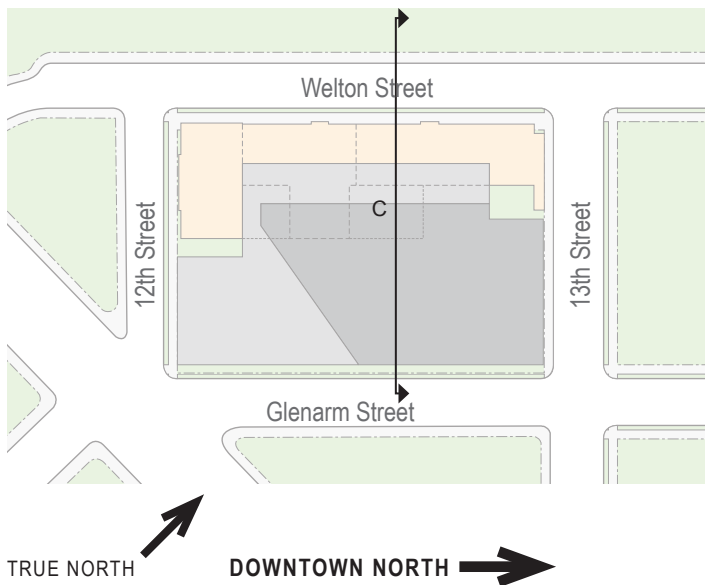 Welton Street
C
12th Street
13th Street
Glenarm Street
TRUE NORTH
DOWNTOWN NORTH